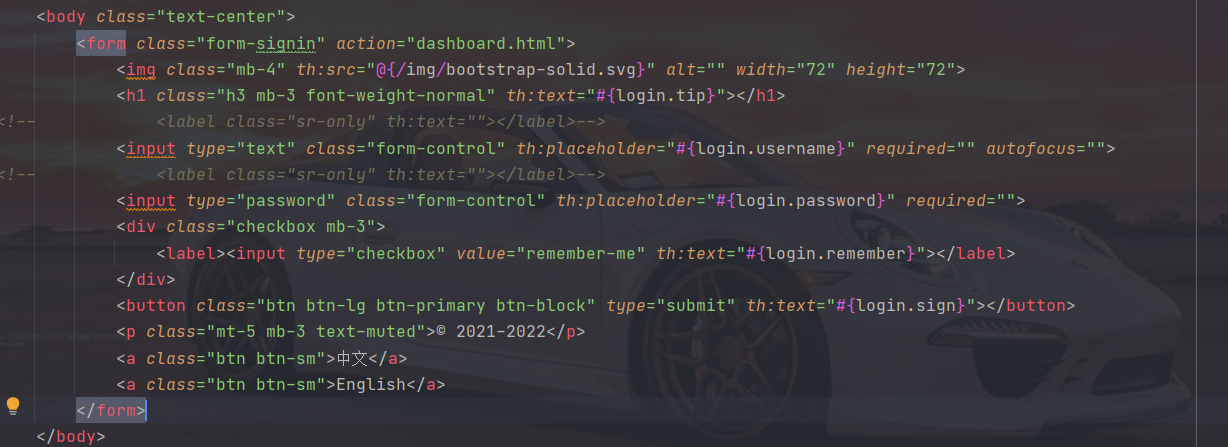 <body class="text-center">
<form class="form-signin" action="dashboard.html">
<img class="mb-4" th:src="@{/img/bootstrap-solid.svg}" alt="" width="72" height="72">
<h1 class="h3 mb-3 font-weight-normal" th:text="#{login.tip}"></h1>
<!--            <label class="sr-only" th:text=""></label>-->
<input type="text" class="form-control" th:placeholder="#{login.username}" required="" autofocus="">
<!--            <label class="sr-only" th:text=""></label>-->
<input type="password" class="form-control" th:placeholder="#{login.password}" required="">
<div class="checkbox mb-3">
<label><input type="checkbox" value="remember-me" th:text="#{login.remember}"></label>
</div>
<button class="btn btn-lg btn-primary btn-block" type="submit" th:text="#{login.sign}"></button>
<p class="mt-5 mb-3 text-muted">© 2021-2022</p>
<a class="btn btn-sm">中文</a>
<a class="btn btn-sm">English</a>
</form>
</body>